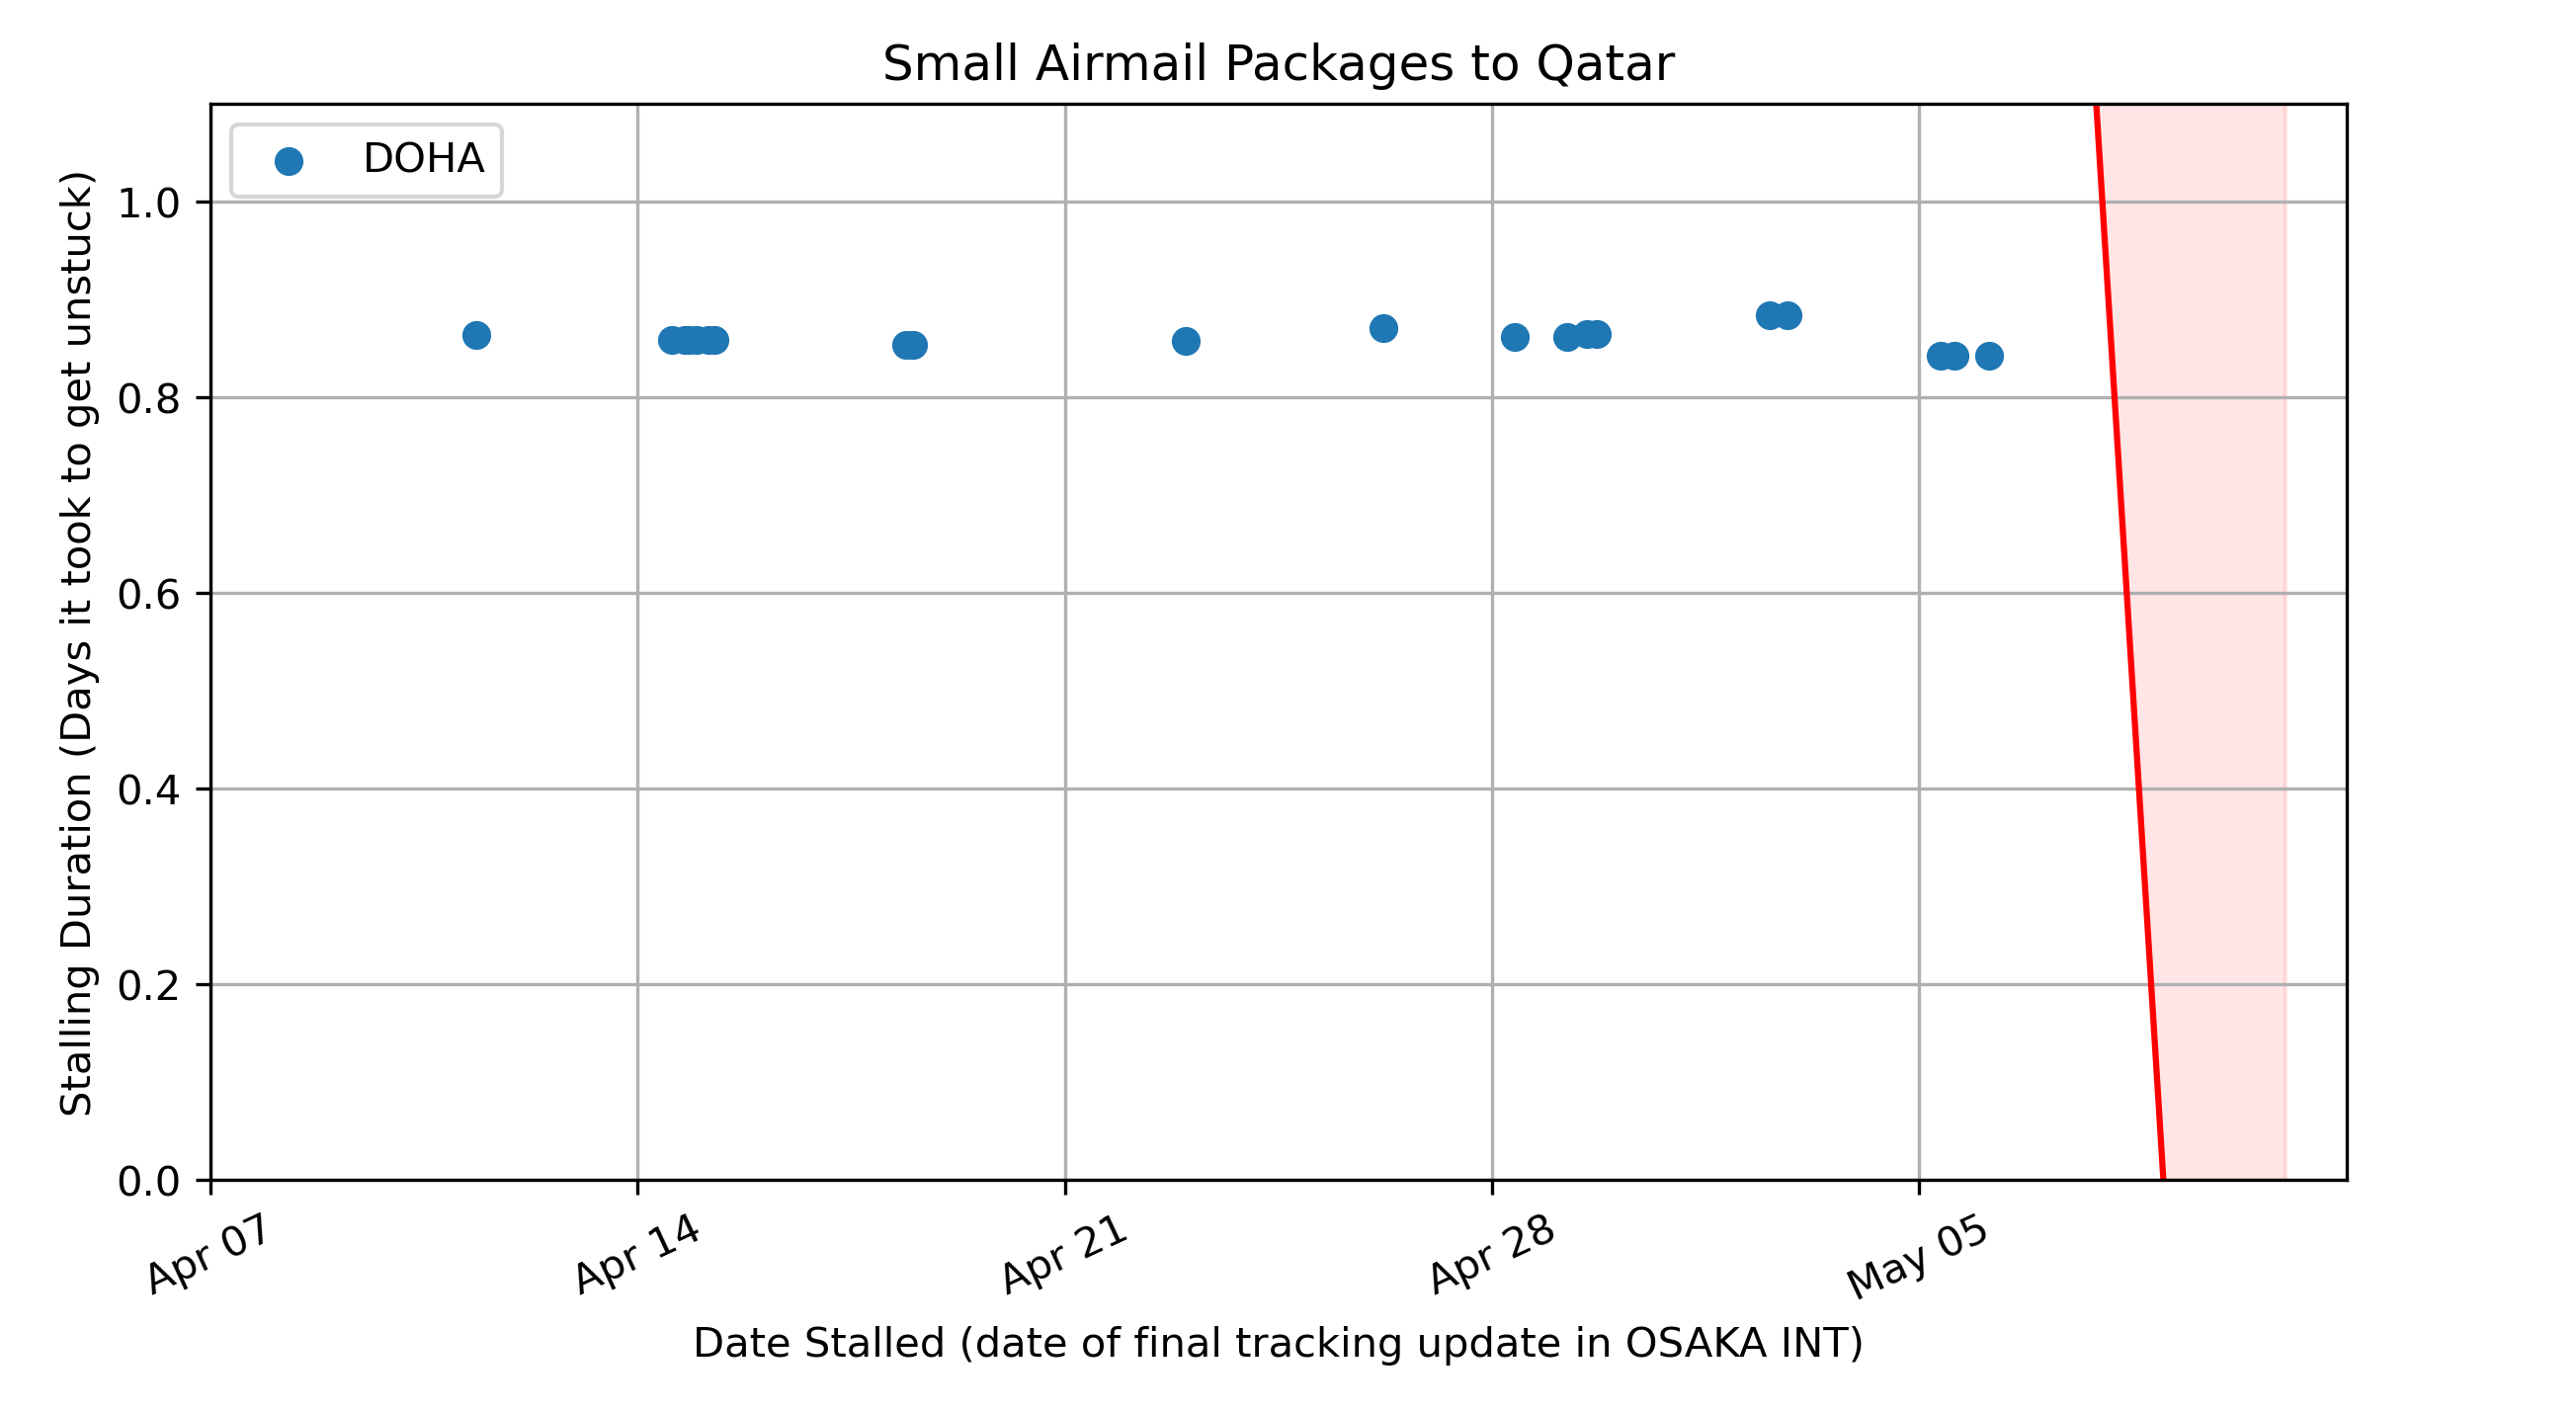 Small Airmail Packages to Qatar
DOHA
Stalling Duration (Days it took to get unstuck)
1.0
0.8
0.6
0.4
0.2
0.0
Apr 07
Apr 14
Apr 21
Apr 28
May 05
Date Stalled (date of final tracking update in OSAKA INT)